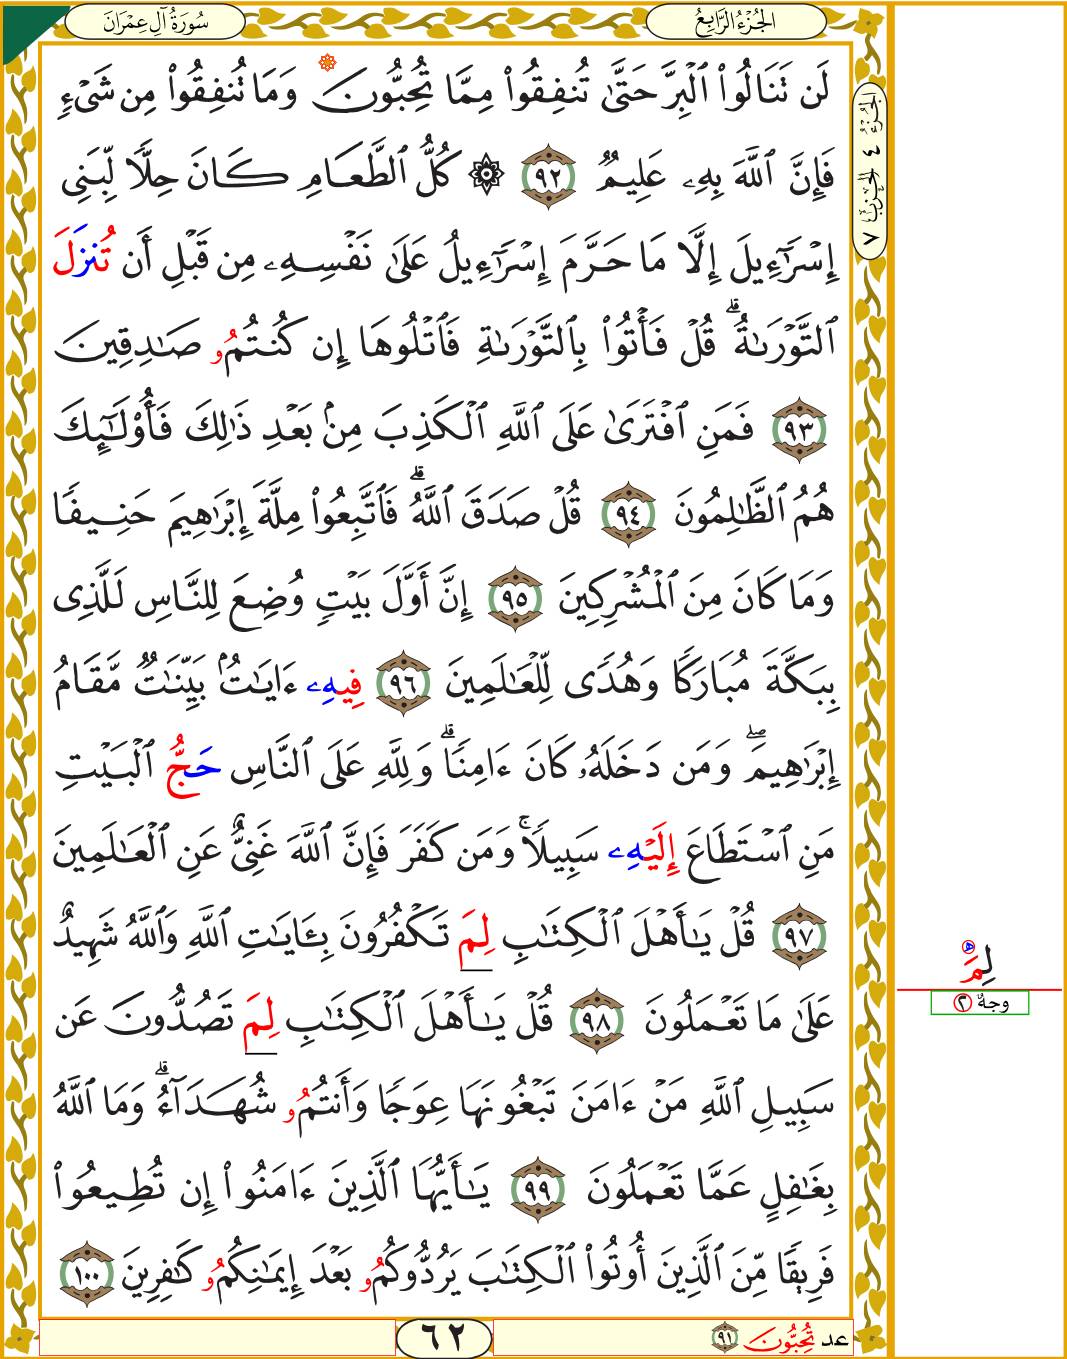 سُورَةُ آلِ عِمْرَانَ
الجُزْءُ الرَّابِعُ
لَن تَنَالُوا۟ ٱلْبِرَّ حَتَّىٰ تُنفِقُوا۟ مِمَّا تُحِبُّونَ وَمَا تُنفِقُوا۟ مِن شَىْءٍ
فَإِنَّ ٱللَّهَ بِهِۦ عَلِيمٌ ٩٢ ۞ كُلُّ ٱلطَّعَامِ كَانَ حِلًّا لِّبَنِى
إِسْرَٰٓءِيلَ إِلَّا مَا حَرَّمَ إِسْرَٰٓءِيلُ عَلَىٰ نَفْسِهِۦ مِن قَبْلِ أَن تُنزَلَ
ٱلتَّوْرَىٰةُ ۗ قُلْ فَأْتُوا۟ بِٱلتَّوْرَىٰةِ فَٱتْلُوهَا إِن كُنتُمُو صَـٰدِقِينَ
٩٣ فَمَنِ ٱفْتَرَىٰ عَلَى ٱللَّهِ ٱلْكَذِبَ مِنۢ بَعْدِ ذَٰلِكَ فَأُو۟لَـٰٓئِكَ
هُمُ ٱلظَّـٰلِمُونَ ٩٤ قُلْ صَدَقَ ٱللَّهُ ۗ فَٱتَّبِعُوا۟ مِلَّةَ إِبْرَٰهِيمَ حَنِيفًا
وَمَا كَانَ مِنَ ٱلْمُشْرِكِينَ ٩٥ إِنَّ أَوَّلَ بَيْتٍ وُضِعَ لِلنَّاسِ لَلَّذِى
بِبَكَّةَ مُبَارَكًا وَهُدًى لِّلْعَـٰلَمِينَ ٩٦ فِيهِۦ ءَايَـٰتٌۢ بَيِّنَـٰتٌ مَّقَامُ
إِبْرَٰهِيمَ ۖ وَمَن دَخَلَهُۥ كَانَ ءَامِنًا ۗ وَلِلَّهِ عَلَى ٱلنَّاسِ حَجُّ ٱلْبَيْتِ
مَنِ ٱسْتَطَاعَ إِلَيْهِۦ سَبِيلًا ۚ وَمَن كَفَرَ فَإِنَّ ٱللَّهَ غَنِىٌّ عَنِ ٱلْعَـٰلَمِينَ
٩٧ قُلْ يَـٰأَهْلَ ٱلْكِتَـٰبِ لِمَ تَكْفُرُونَ بِـَٔايَـٰتِ ٱللَّهِ وَٱللَّهُ شَهِيدٌ
عَلَىٰ مَا تَعْمَلُونَ ٩٨ قُلْ يَـٰأَهْلَ ٱلْكِتَـٰبِ لِمَ تَصُدُّونَ عَن
سَبِيلِ ٱللَّهِ مَنْ ءَامَنَ تَبْغُونَهَا عِوَجًا وَأَنتُمُو شُهَدَآءُ ۗ وَمَا ٱللَّهُ
بِغَـٰفِلٍ عَمَّا تَعْمَلُونَ ٩٩ يَـٰأَيُّهَا ٱلَّذِينَ ءَامَنُوا۟ إِن تُطِيعُوا۟
فَرِيقًا مِّنَ ٱلَّذِينَ أُوتُوا۟ ٱلْكِتَـٰبَ يَرُدُّوكُمُو بَعْدَ إِيمَـٰنِكُمُو كَـٰفِرِينَ ١٠٠
الجُزْءُ ٤ الحِزْبُ ٧
لِمَ هْ
وجهٌ ٢
عد تُحِبُّونَ ٩١
٦٢